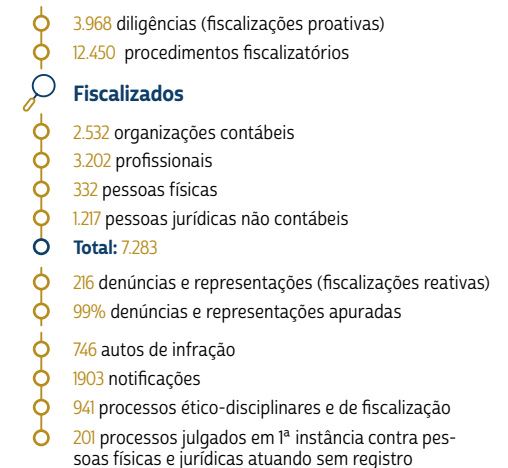 3.968 diligências (fiscalizações proativas)
12.450 procedimentos fiscalizatórios
Fiscalizados
2.532 organizações contábeis
3.202 profissionais
332 pessoas físicas
1.217 pessoas jurídicas não contábeis
Total: 7.283
216 denúncias e representações (fiscalizações reativas)
99% denúncias e representações apuradas
746 autos de infração
1903 notificações
941 processos ético-disciplinares e de fiscalização
201 processos julgados em 1ª instância contra pes-
soas físicas e jurídicas atuando sem registro